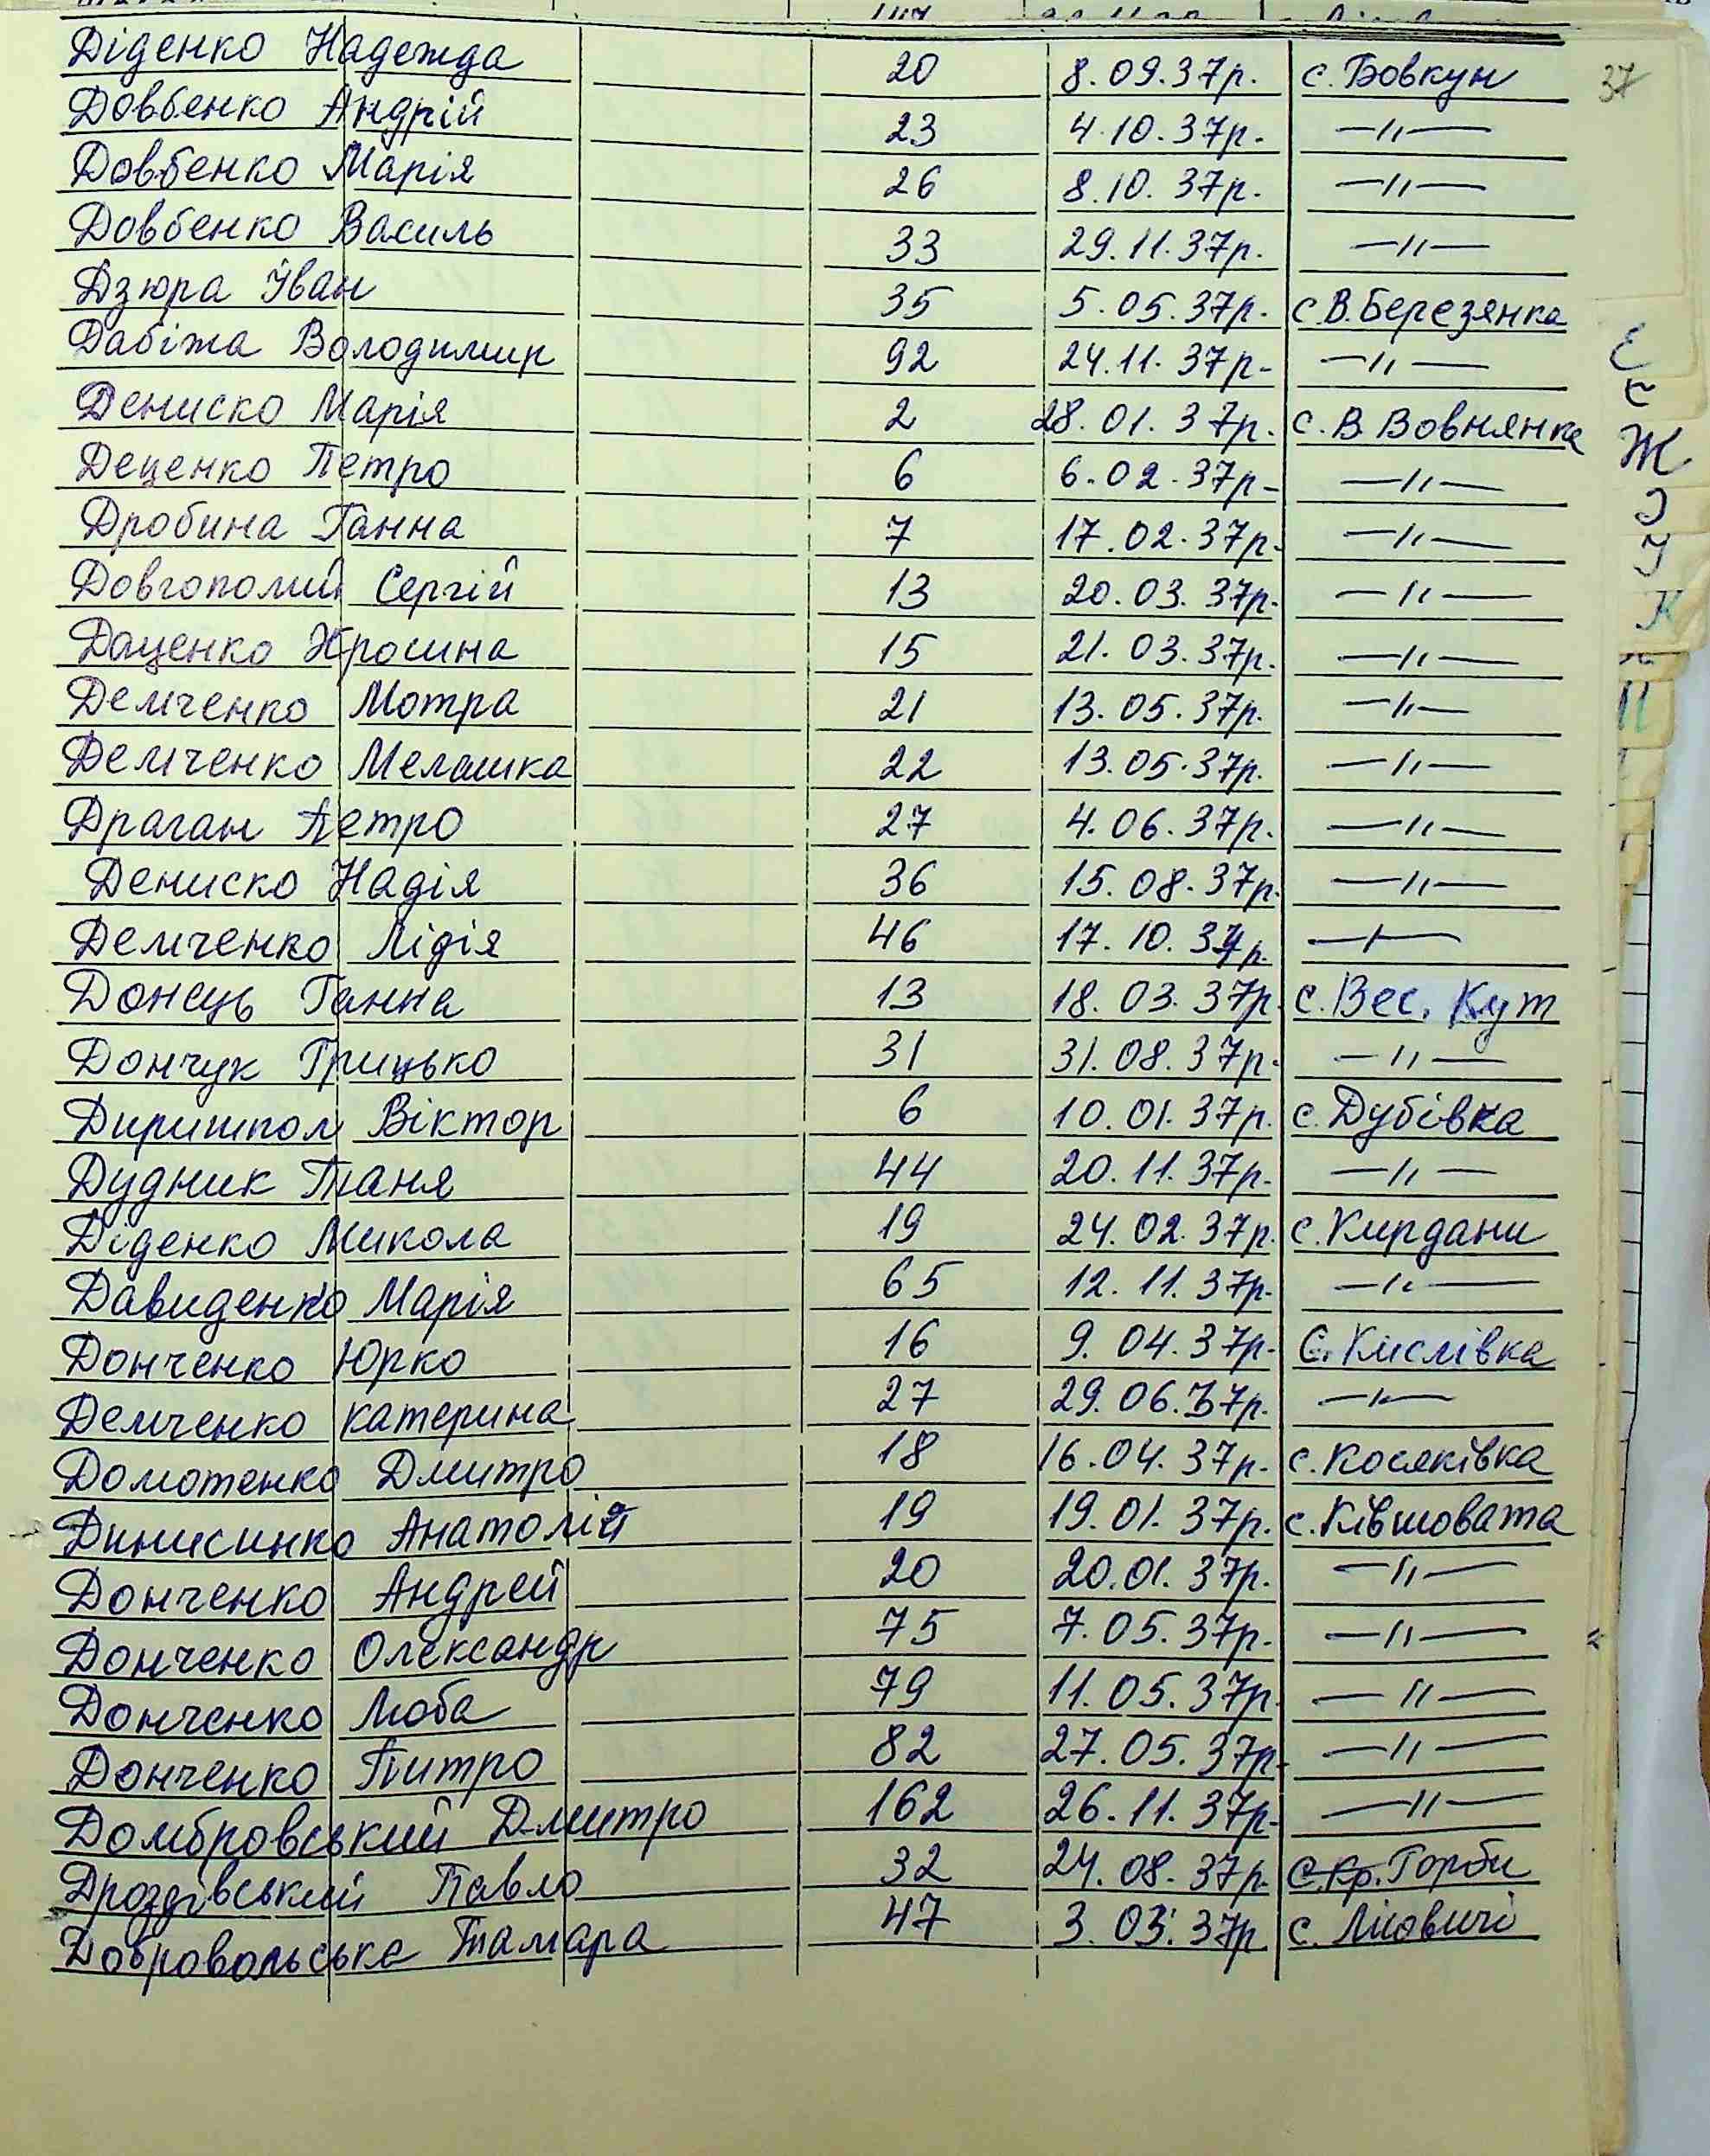 37
Діденко Надежда 20 8.09.37р. с. Бовкун
Довбенко Андрій 23 4.10.37р. —〃—
Довбенко Марія 26 8.10.37р. —〃—
Довбенко Василь 33 29.11.37р. —〃—
Дзюра Іван 35 5.05.37р. с.В.Березянка
Дабіжа Володимир 92 24.11.37р. —〃—
Дениско Марія 2 28.01.37р. с.В.Вовнянка
Деценко Петро 6 6.02.37р. —〃—
Дробина Ганна 7 17.02.37р. —〃—
Довгополий Сергій 13 20.03.37р. —〃—
Даценко Хросина 15 21.03.37р. —〃—
Демченко Мотра 21 13.05.37р. —〃—
Демченко Мелашка 22 13.05.37р. —〃—
Драган Петро 27 4.06.37р. —〃—
Дениско Надія 36 15.08.37р. —〃—
Демченко Лідія 46 17.10.37р. —〃—
Донець Ганна 13 18.03.37р. с.Вес. Кут
Дончук Грицько 31 31.08.37р. —〃—
Диришпол Віктор 6 10.01.37р. с.Дубівка
Дудник Таня 44 20.11.37р. —〃—
Діденко Микола 19 24.02.37р. с.Кирдани
Давиденко Марія 65 12.11.37р. —〃—
Донченко Юрко 16 9.04.37р. С.Кислівка
Демченко катерина 27 29.06.37р. —〃—
Домотенко Дмитро 18 16.04.37р. с.Косяківка
Динисинко Анатолій 19 19.01.37р. с.Ківшовата
Донченко Андрей 20 20.01.37р. —〃—
Донченко Олександр 75 7.05.37р. —〃—
Донченко Люба 79 11.05.37р. —〃—
Донченко Питро 82 27.05.37р. —〃—
Домбровський Дмитро 162 26.11.37р. —〃—
Дроздівський Павло 32 24.08.37р. с.Кр.Горби
Добровольська Тамара 47 3.03.37р с. Лісовичі
Е
Є
Ж
З
І
К